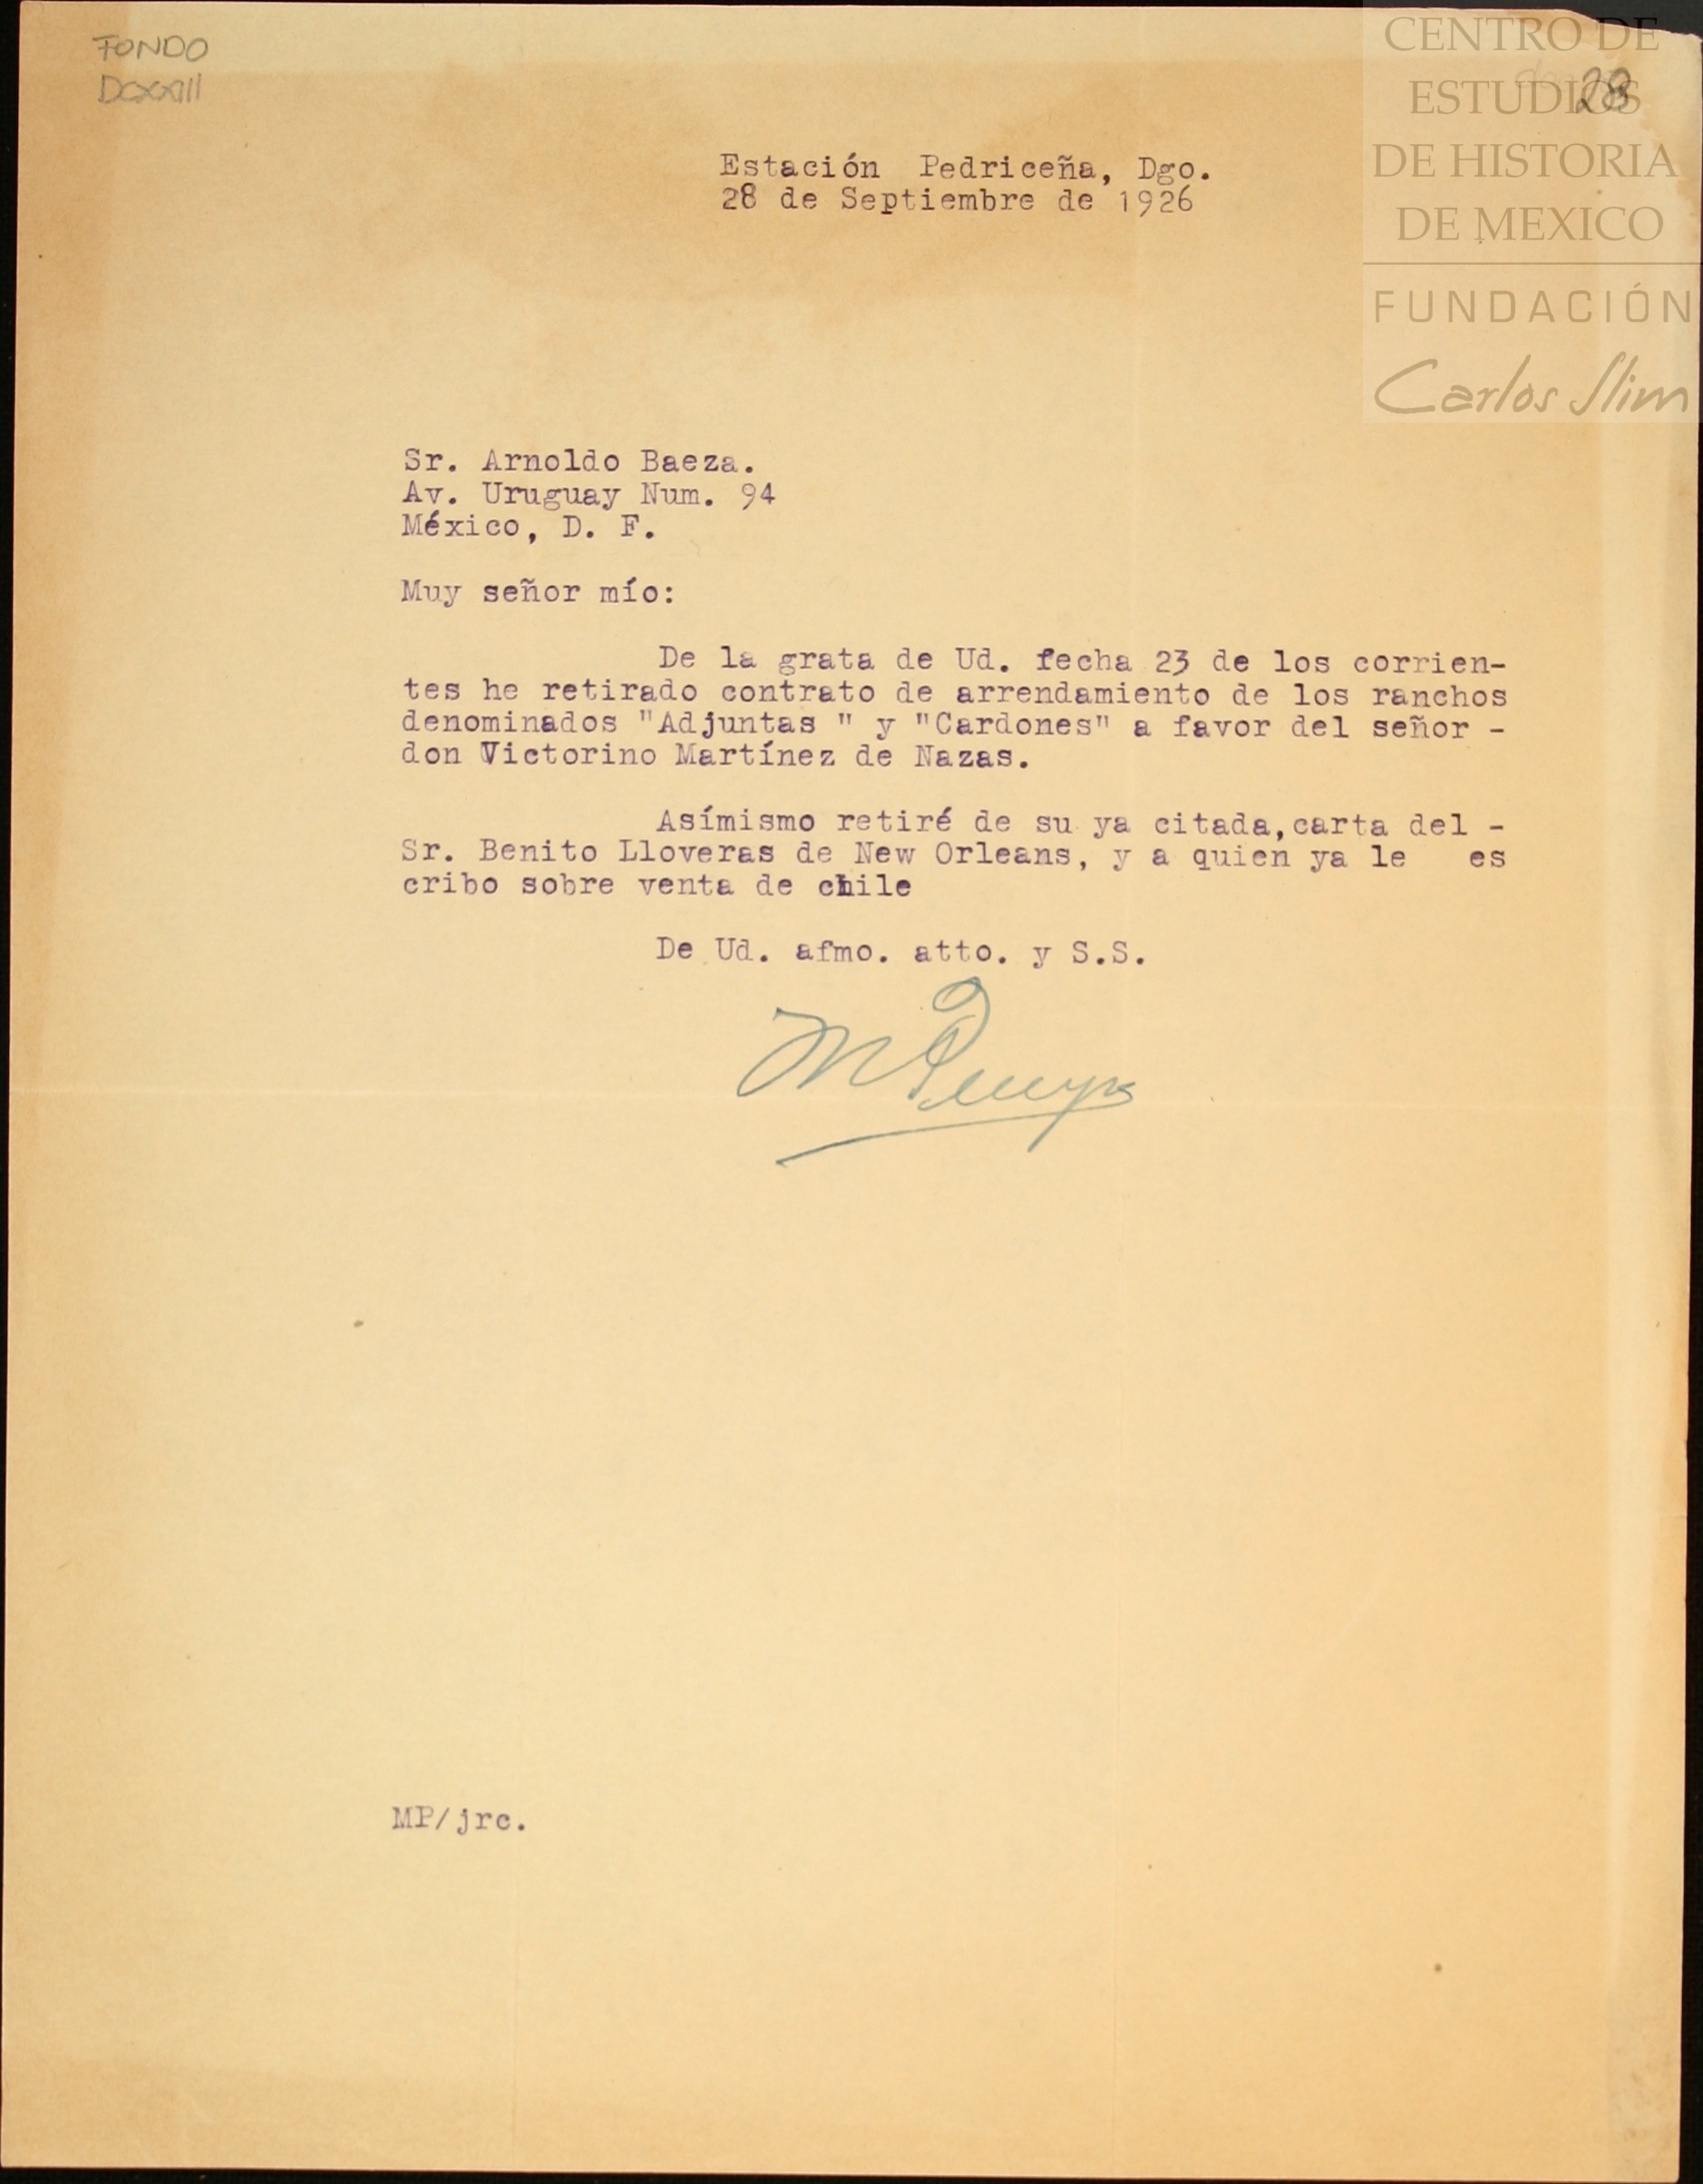 FONDO
DCXXIII
28
CENTRO DE
ESTUDIOS
DE HISTORIA
DE MEXICO
FUNDACIÓN
Carlos Slim
Estación Pedriceña, Dgo.
28 de Septiembre de 1926
Sr. Arnoldo Baeza.
Av. Uruguay Num. 94
México, D. F.
Muy señor mío:
De la grata de Ud. fecha 23 de los corrien-
tes he retirado contrato de arrendamiento de los ranchos
denominados "Adjuntas " y "Cardones" a favor del señor -
don Victorino Martínez de Nazas.
Asímismo retiré de su ya citada,carta del -
Sr. Benito Lloveras de New Orleans, y a quien ya le es
cribo sobre venta de chile
De Ud. afmo. atto. y S.S.
MP/jrc.